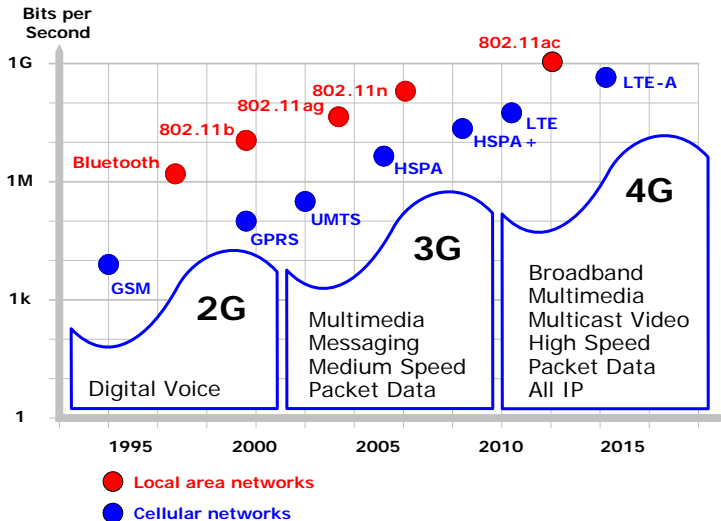 Bits per
Second
1G
1M
1k
1
802.11ac
LTE-A
802.11n
802.11ag
LTE
HSPA+
802.11b
HSPA
Bluetooth
UMTS
GPRS
GSM
2G
Digital Voice
3G
Multimedia
Messaging
Medium Speed
Packet Data
4G
Broadband
Multimedia
Multicast Video
High Speed
Packet Data
All IP
1995 2000 2005 2010 2015
Local area networks
Cellular networks